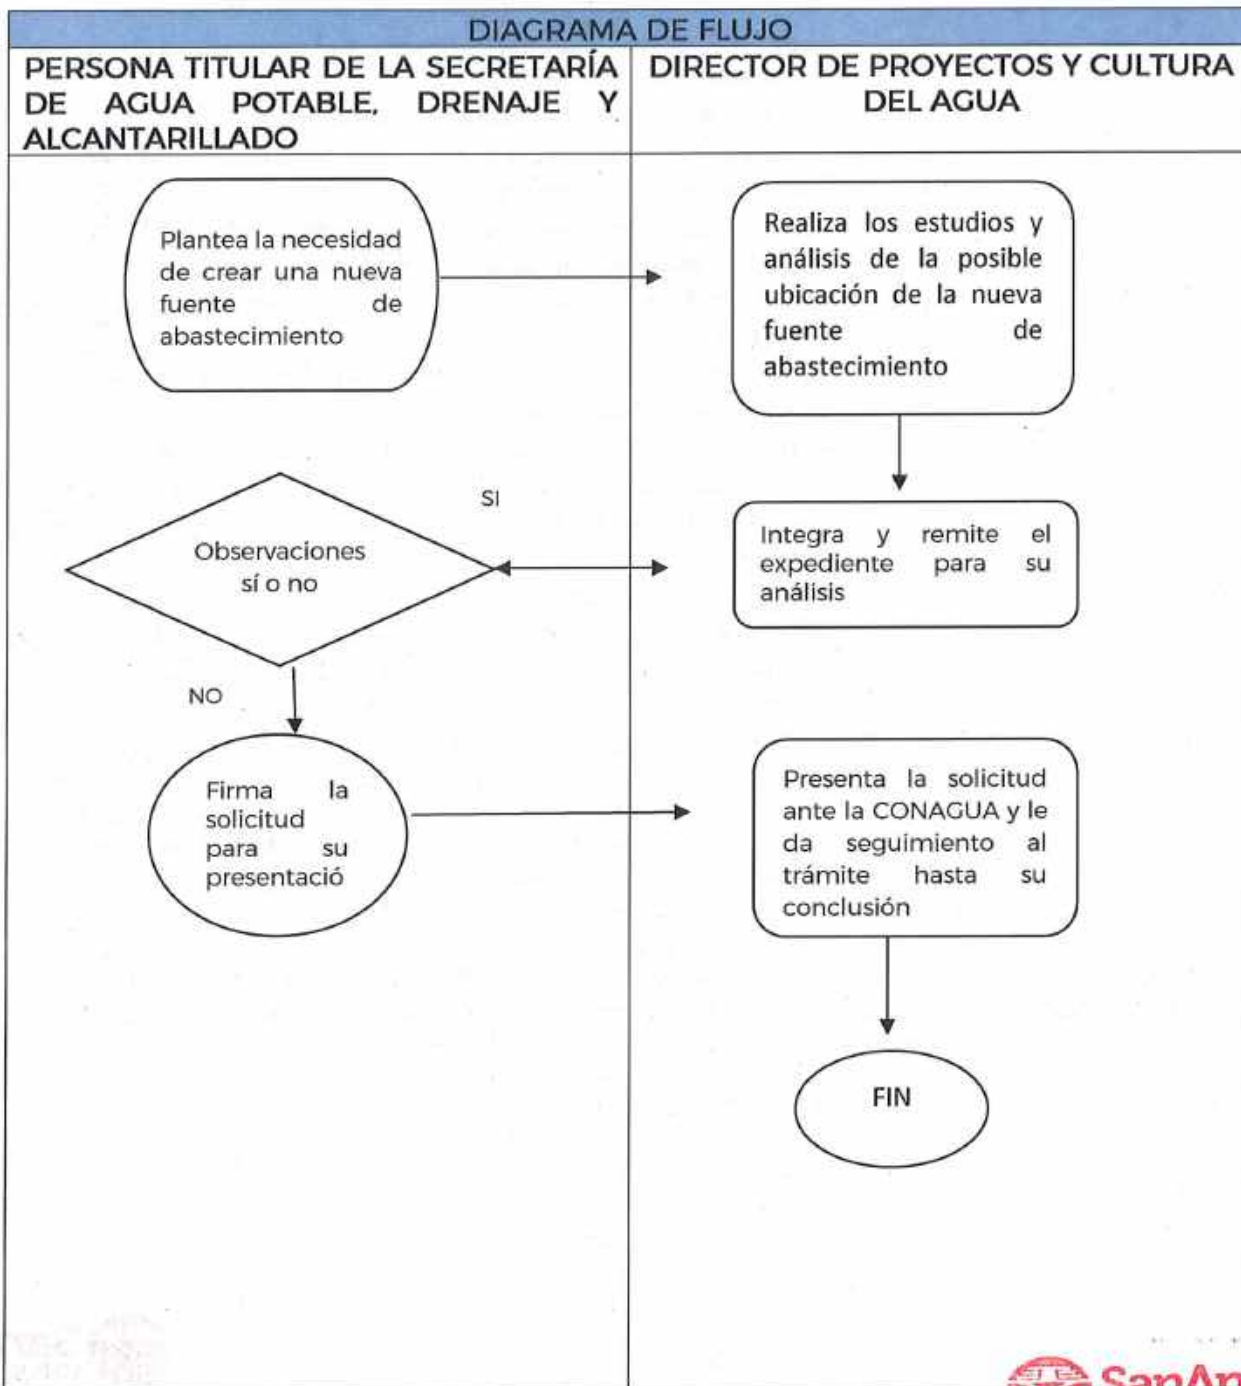 DIAGRAMA DE FLUJO
PERSONA TITULAR DE LA SECRETARÍA
DE AGUA POTABLE, DRENAJE Y
ALCANTARILLADO
DIRECTOR DE PROYECTOS Y CULTURA
DEL AGUA
Plantea la necesidad
de crear una nueva
fuente de
abastecimiento
Realiza los estudios y
análisis de la posible
ubicación de la nueva
fuente de
abastecimiento
SI
Observaciones
sí o no
Integra y remite el
expediente para su
análisis
NO
Firma la
solicitud
para su
presentació
Presenta la solicitud
ante la CONAGUA y le
da seguimiento al
trámite hasta su
conclusión
FIN